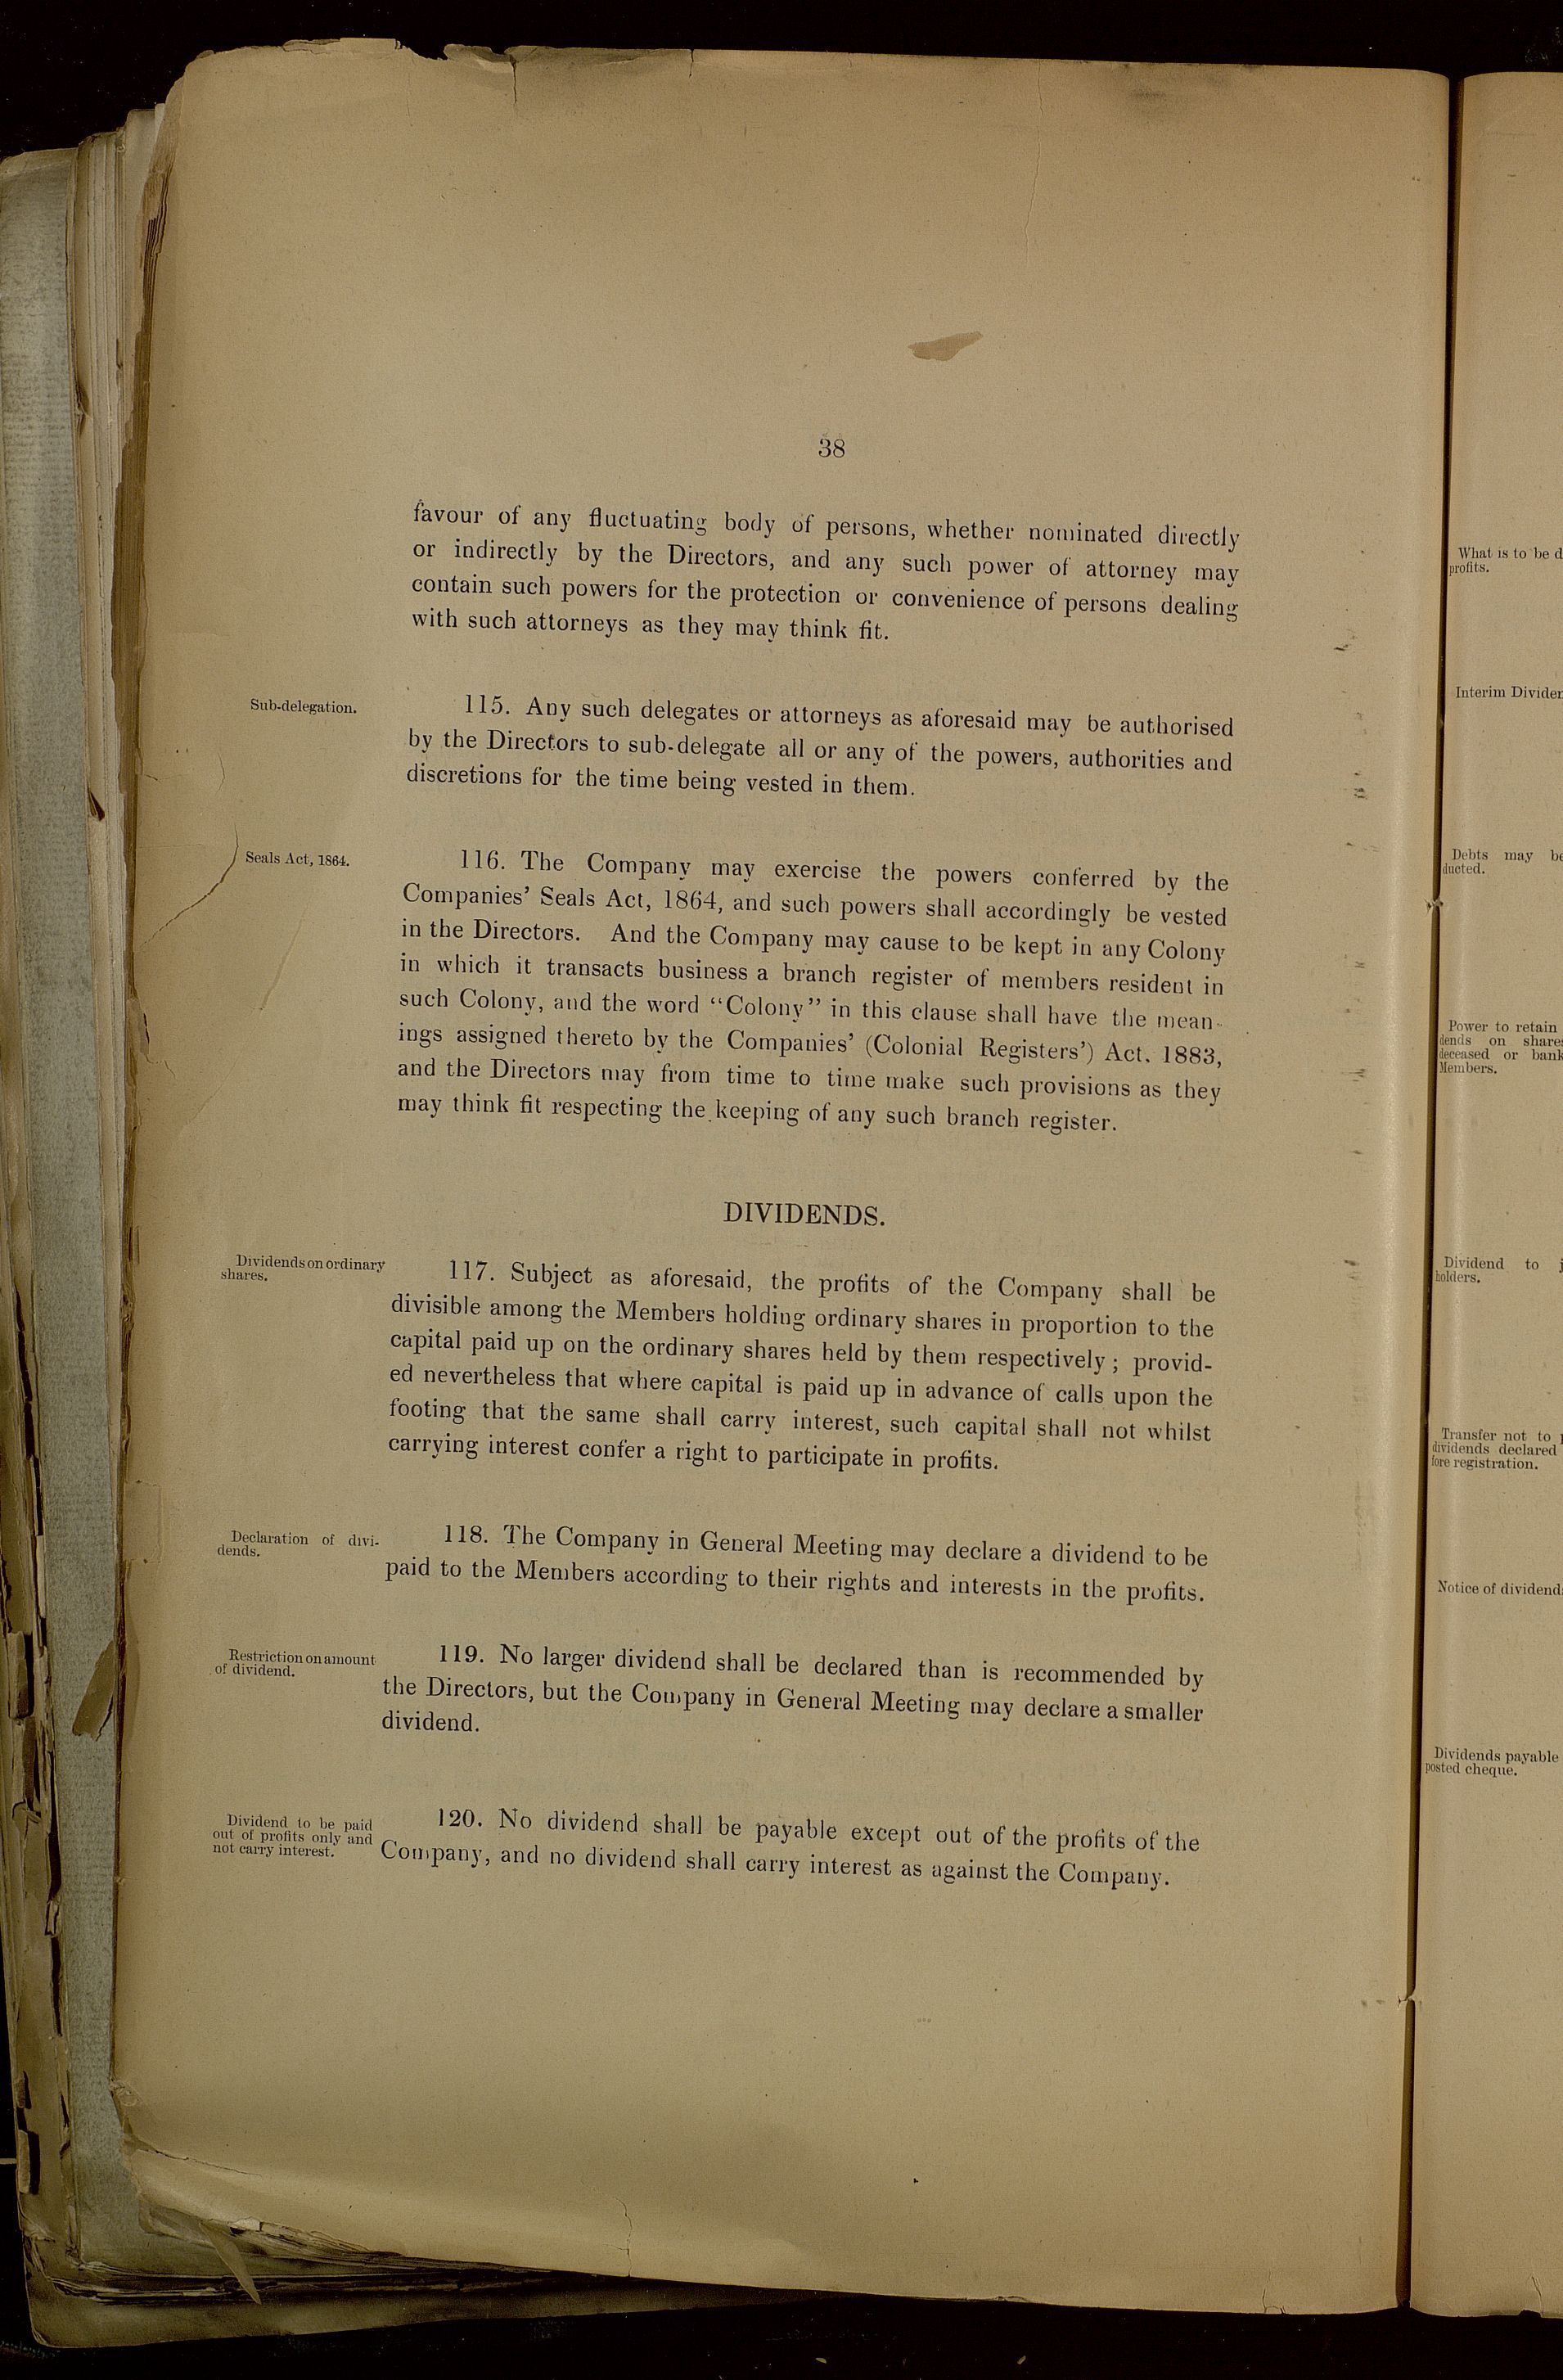 38
favour of any fluctuating body of persons, whether nominated directly
or indirectly by the Directors, and any such power of attorney may
contain such powers for the protection or convenience of persons dealing
with such attorneys as they may think fit.
Sub-delegation.
115. Any such delegates or attorneys as aforesaid may be authorised
by the Directors to sub-delegate all or any of the powers, authorities and
discretions for the time being vested in them.
Seals Act, 1864.
116. The Company may exercise the powers conferred by the
Companies' Seals Act, 1864, and such powers shall accordingly be vested
in the Directors. And the Company may cause to be kept in any Colony
in which it transacts business a branch register of members resident in
such Colony, and the word “Colony” in this clause shall have the mean-
ings assigned thereto by the Companies' (Colonial Registers') Act. 1883,
and the Directors may from time to time make such provisions as they
may think fit respecting the keeping of any such branch register.
DIVIDENDS.
Dividends on ordinary
shares.
117. Subject as aforesaid, the profits of the Company shall be
divisible among the Members holding ordinary shares in proportion to the
capital paid up on the ordinary shares held by them respectively; provid-
ed nevertheless that where capital is paid up in advance of calls upon the
footing that the same shall carry interest, such capital shall not whilst
carrying interest confer a right to participate in profits.
Declaration of divi-
dends.
118. The Company in General Meeting may declare a dividend to be
paid to the Members according to their rights and interests in the profits.
Restriction on amount
of dividend.
119. No larger dividend shall be declared than is recommended by
the Directors, but the Company in General Meeting may declare a smaller
dividend.
Dividend to be paid
out of profits only and
not carry interest.
120. No dividend shall be payable except out of the profits of the
Company, and no dividend shall carry interest as against the Company.
What is to be
profits.
Interim
Debts may be
ducted.
Power to retain
dends on shares
deceased or
Members.
Dividend to
holders.
Transfer not to
dividends declared
fore registration.
Notice of dividend
Dividends payable
posted cheque.